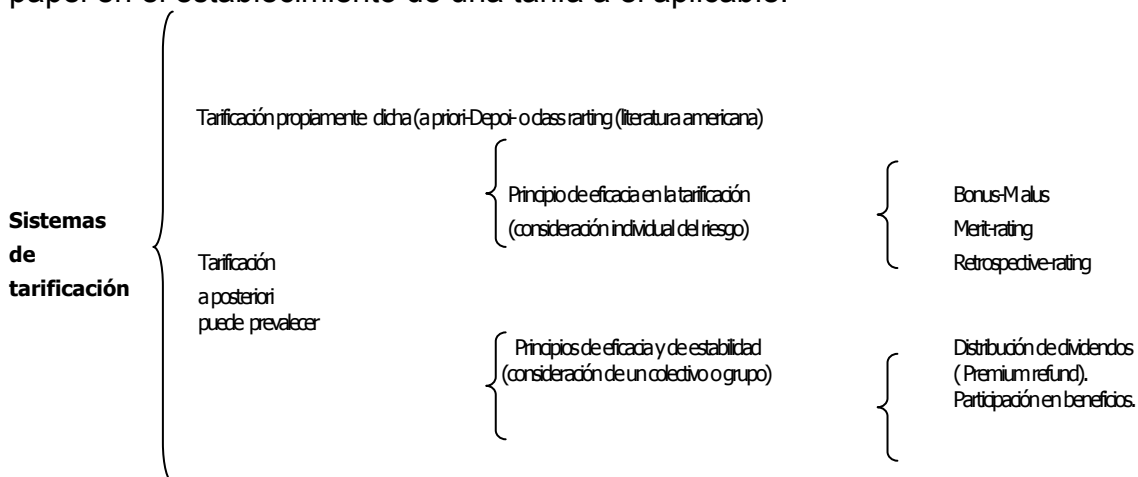 papel en el establecimiento de una tarifa a él aplicable.
Tarificación propiamente dicha (a priori-Depoi- o class rarting (literatura americana)
Principio de eficacia en la tarificación
(consideración individual del riesgo)
Bonus-Malus
Merit-rating
Retrospective-rating
Sistemas
de
tarificación
Tarificación
a posteriori
puede prevalecer
Principios de eficacia y de estabilidad
(consideración de un colectivo o grupo)
Distribución de dividendos
( Premium refund).
Participación en beneficios.